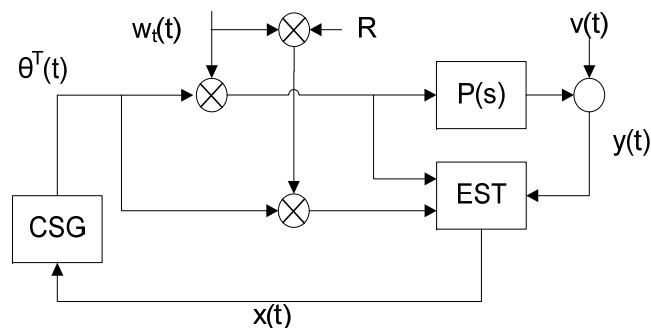 wₜ(t)
R
v(t)
θᵀ(t)
P(s)
y(t)
EST
CSG
x(t)